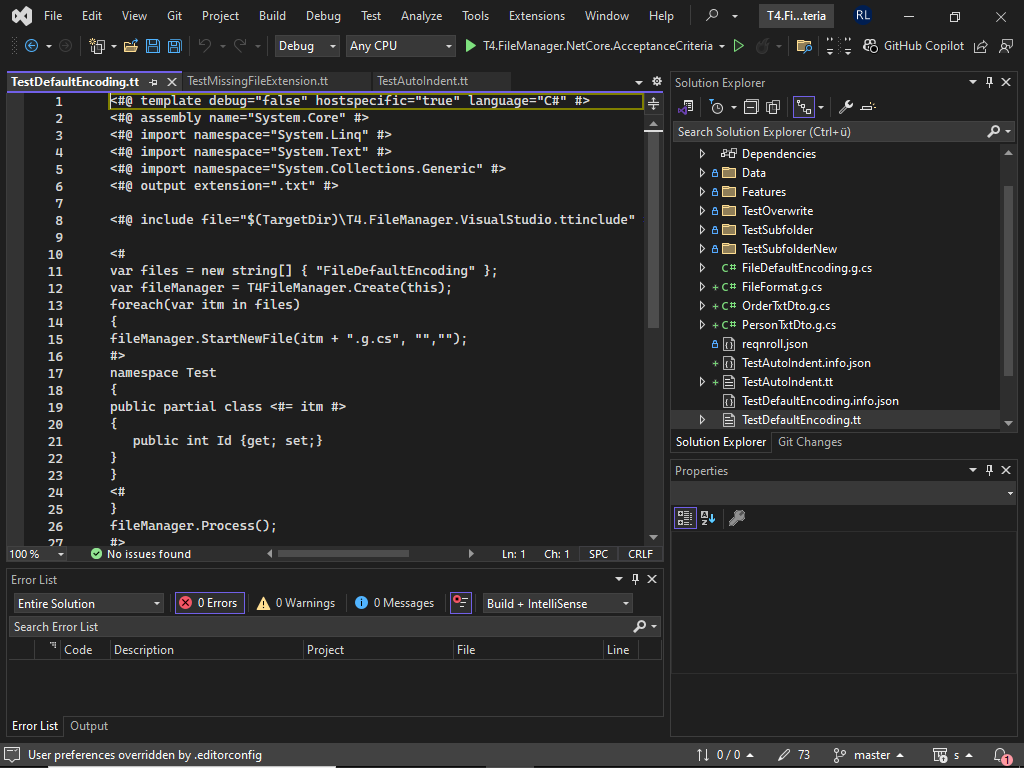 File Edit View Git Project Build Debug Test Analyze Tools Extensions Window Help T4.Fi...teria RL
Debug Any CPU T4.FileManager.NetCore.AcceptanceCriteria GitHub Copilot
TestDefaultEncoding.tt TestMissingFileExtension.tt TestAutoIndent.tt
1 <#@ template debug="false" hostspecific="true" language="C#" #>
2 <#@ assembly name="System.Core" #>
3 <#@ import namespace="System.Linq" #>
4 <#@ import namespace="System.Text" #>
5 <#@ import namespace="System.Collections.Generic" #>
6 <#@ output extension=".txt" #>
7
8 <#@ include file="$(TargetDir)\T4.FileManager.VisualStudio.ttinclude"
9
10 <#
11 var files = new string[] { "FileDefaultEncoding" };
12 var fileManager = T4FileManager.Create(this);
13 foreach(var itm in files)
14 {
15 fileManager.StartNewFile(itm + ".g.cs", "","");
16 #>
17 namespace Test
18 {
19 public partial class <#= itm #>
20 {
21 public int Id {get; set;}
22 }
23 }
24 <#
25 }
26 fileManager.Process();
27 #>
100 % No issues found Ln: 1 Ch: 1 SPC CRLF
Solution Explorer
Search Solution Explorer (Ctrl+ü)
Dependencies
Data
Features
TestOverwrite
TestSubfolder
TestSubfolderNew
C# FileDefaultEncoding.g.cs
+ C# FileFormat.g.cs
+ C# OrderTxtDto.g.cs
+ C# PersonTxtDto.g.cs
reqnroll.json
+ TestAutoIndent.info.json
+ TestAutoIndent.tt
TestDefaultEncoding.info.json
TestDefaultEncoding.tt
Solution Explorer Git Changes
Properties
Error List
Entire Solution 0 Errors 0 Warnings 0 Messages Build + IntelliSense
Search Error List
Code Description Project File Line
Error List Output
User preferences overridden by .editorconfig 0 / 0 73 master s 1